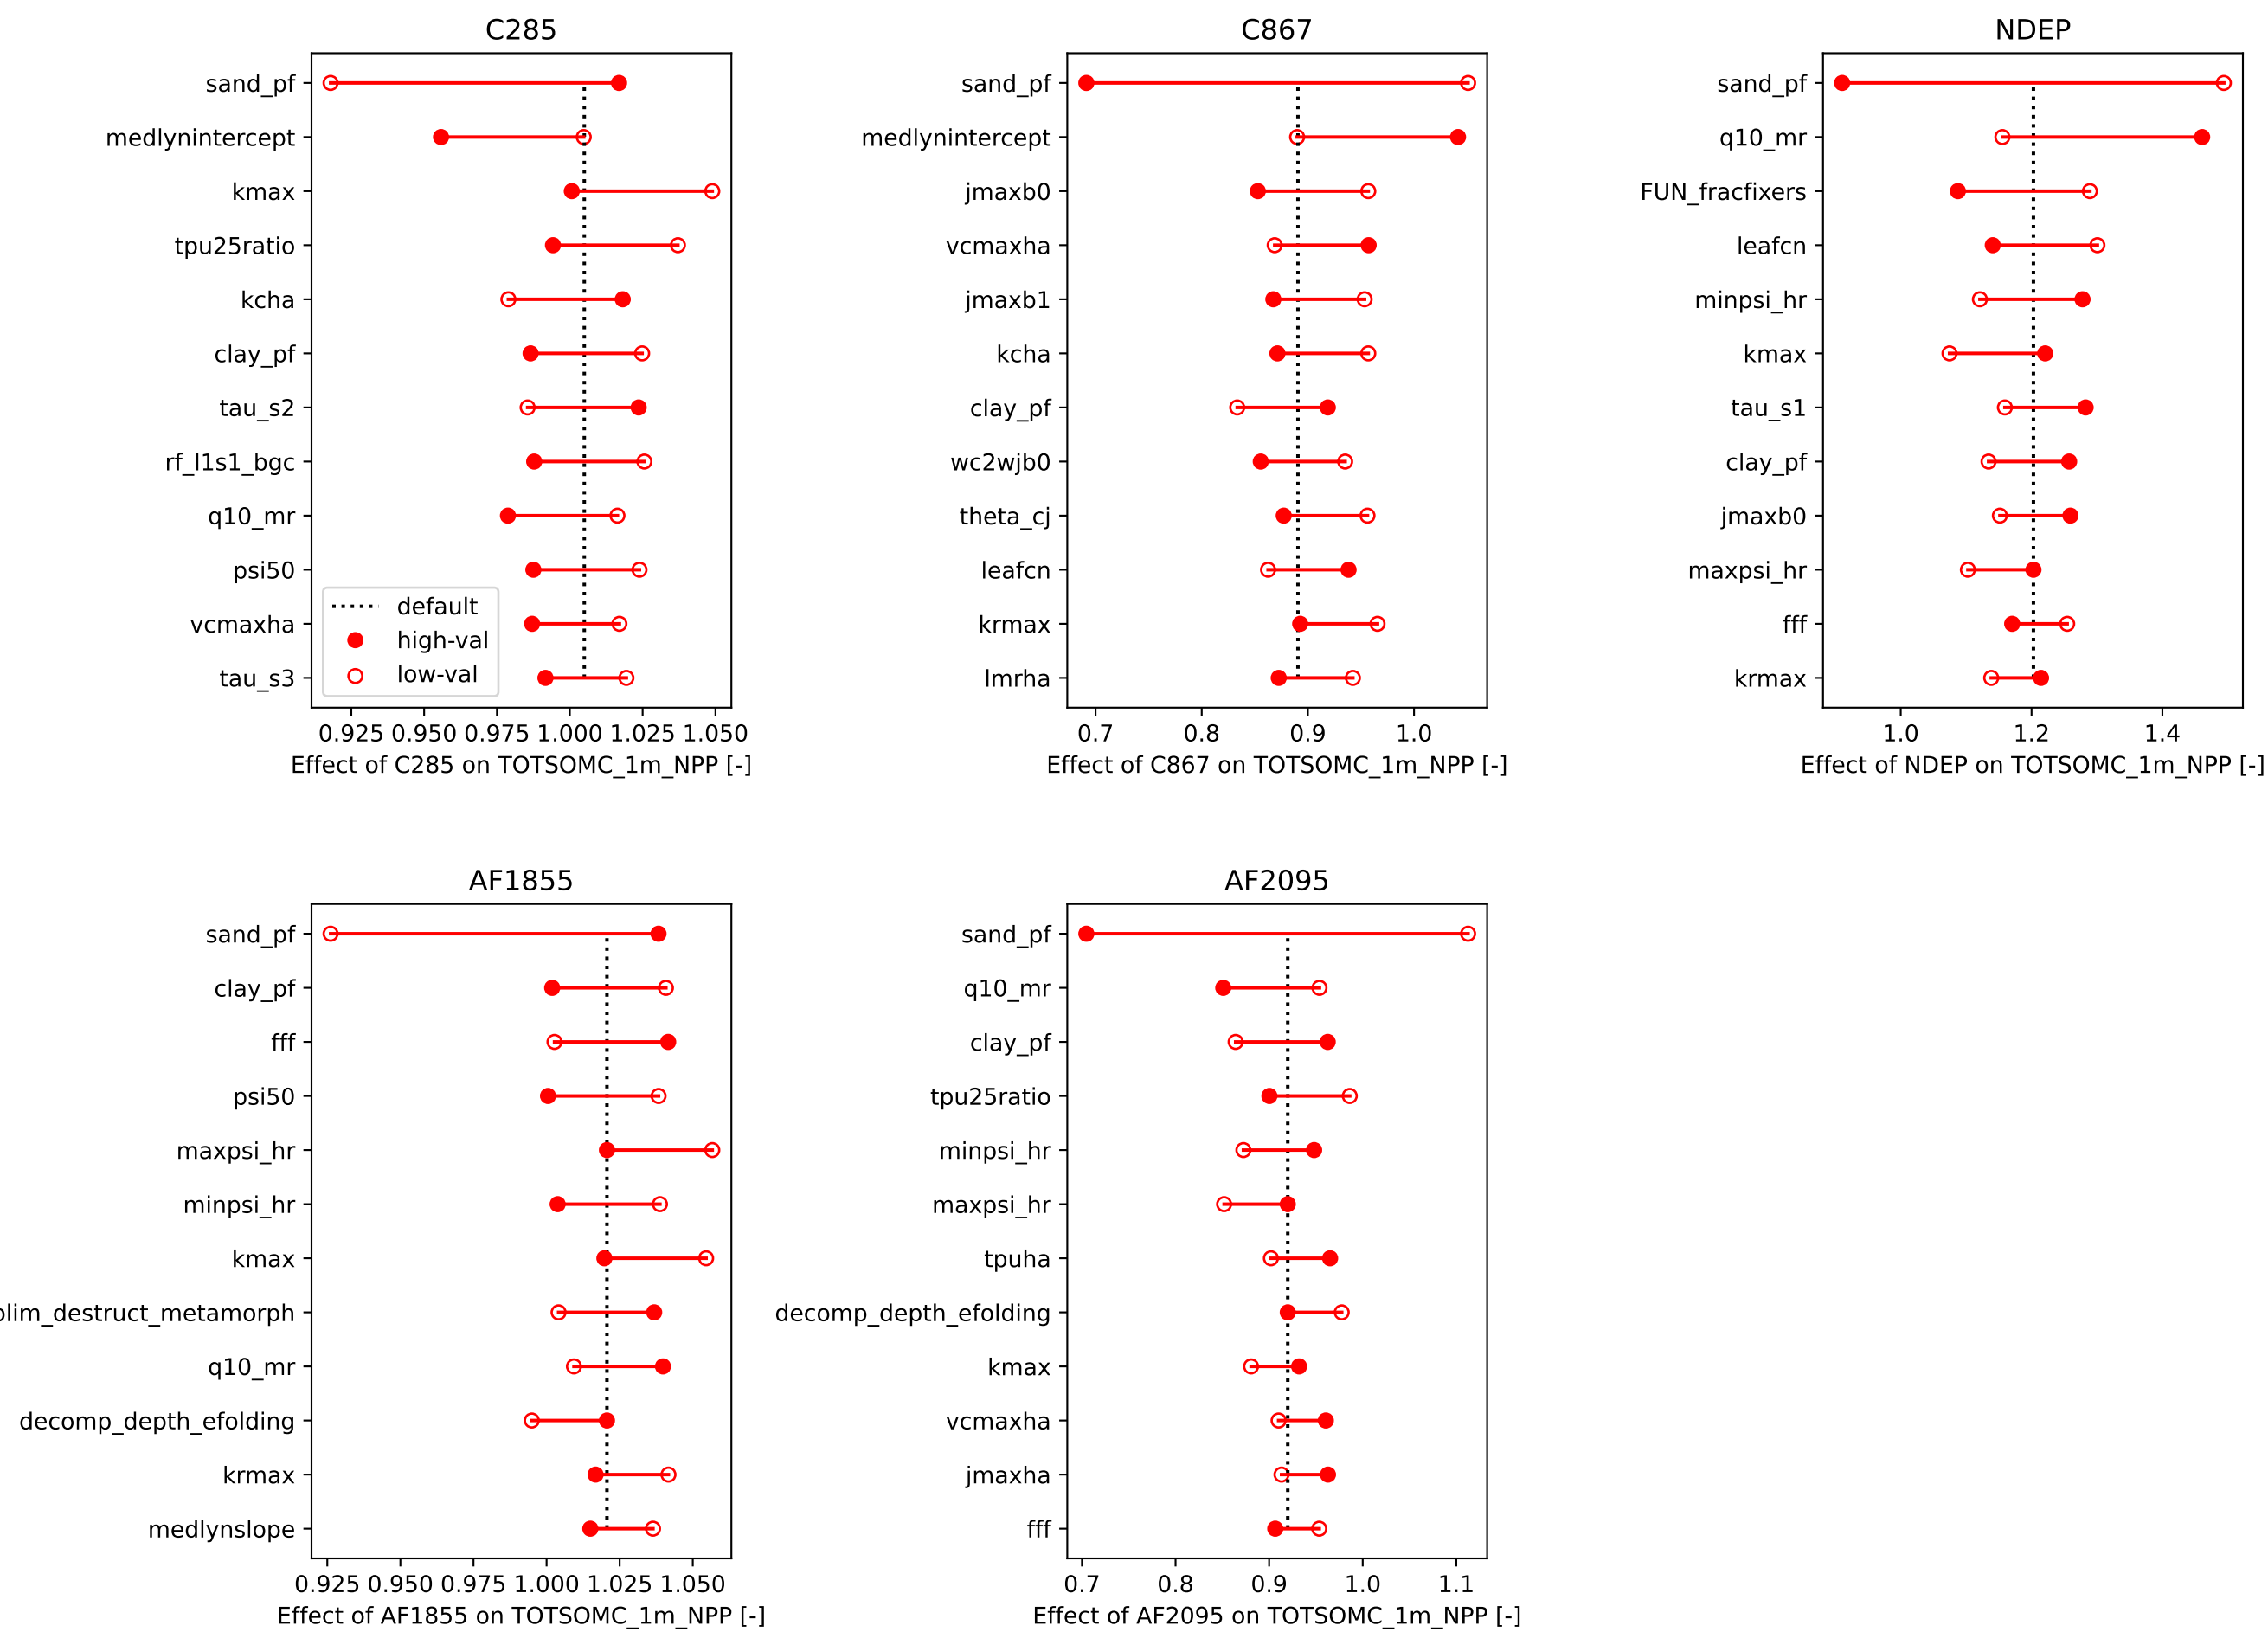 C285
sand_pf
medlynintercept
kmax
tpu25ratio
kcha
clay_pf
tau_s2
rf_l1s1_bgc
q10_mr
psi50
vcmaxha
tau_s3
default
high-val
low-val
0.925 0.950 0.975 1.000 1.025 1.050
Effect of C285 on TOTSOMC_1m_NPP [-]
C867
sand_pf
medlynintercept
jmaxb0
vcmaxha
jmaxb1
kcha
clay_pf
wc2wjb0
theta_cj
leafcn
krmax
lmrha
0.7 0.8 0.9 1.0
Effect of C867 on TOTSOMC_1m_NPP [-]
NDEP
sand_pf
q10_mr
FUN_fracfixers
leafcn
minpsi_hr
kmax
tau_s1
clay_pf
jmaxb0
maxpsi_hr
fff
krmax
1.0 1.2 1.4
Effect of NDEP on TOTSOMC_1m_NPP [-]
AF1855
sand_pf
clay_pf
fff
psi50
maxpsi_hr
minpsi_hr
kmax
lim_destruct_metamorph
q10_mr
decomp_depth_efolding
krmax
medlynslope
0.925 0.950 0.975 1.000 1.025 1.050
Effect of AF1855 on TOTSOMC_1m_NPP [-]
AF2095
sand_pf
q10_mr
clay_pf
tpu25ratio
minpsi_hr
maxpsi_hr
tpuha
decomp_depth_efolding
kmax
vcmaxha
jmaxha
fff
0.7 0.8 0.9 1.0 1.1
Effect of AF2095 on TOTSOMC_1m_NPP [-]